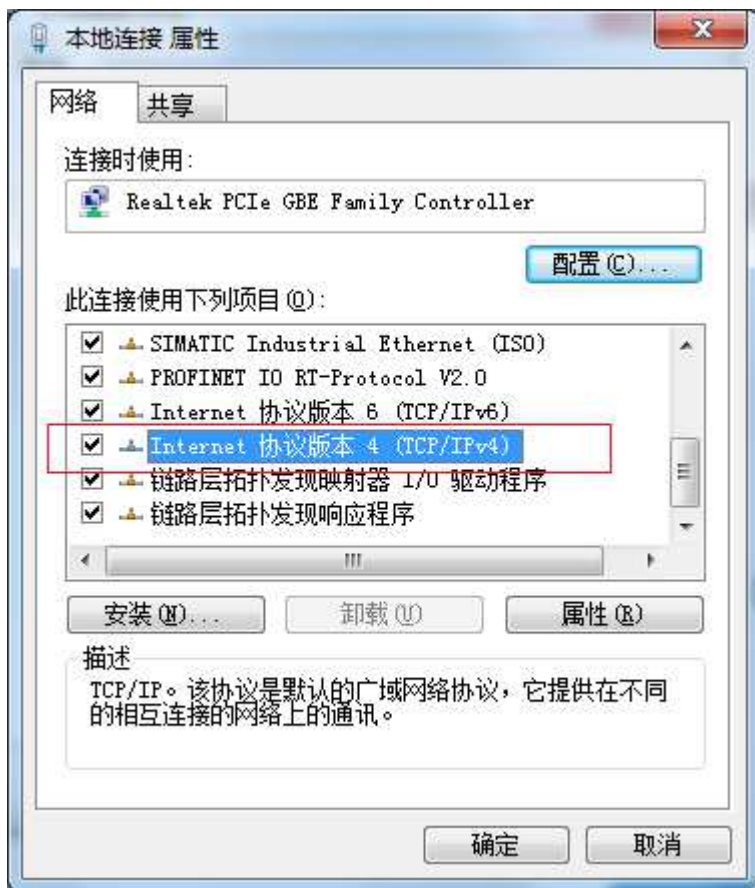 本地连接 属性
网络
共享
连接时使用:
Realtek PCIe GBE Family Controller
配置(C)...
此连接使用下列项目(O):
SIMATIC Industrial Ethernet (ISO)
PROFINET IO RT-Protocol V2.0
Internet 协议版本 6 (TCP/IPv6)
Internet 协议版本 4 (TCP/IPv4)
链路层拓扑发现映射器 I/O 驱动程序
链路层拓扑发现响应程序
安装(N)...
卸载(U)
属性(R)
描述
TCP/IP。该协议是默认的广域网络协议，它提供在不同
的相互连接的网络上的通讯。
确定
取消